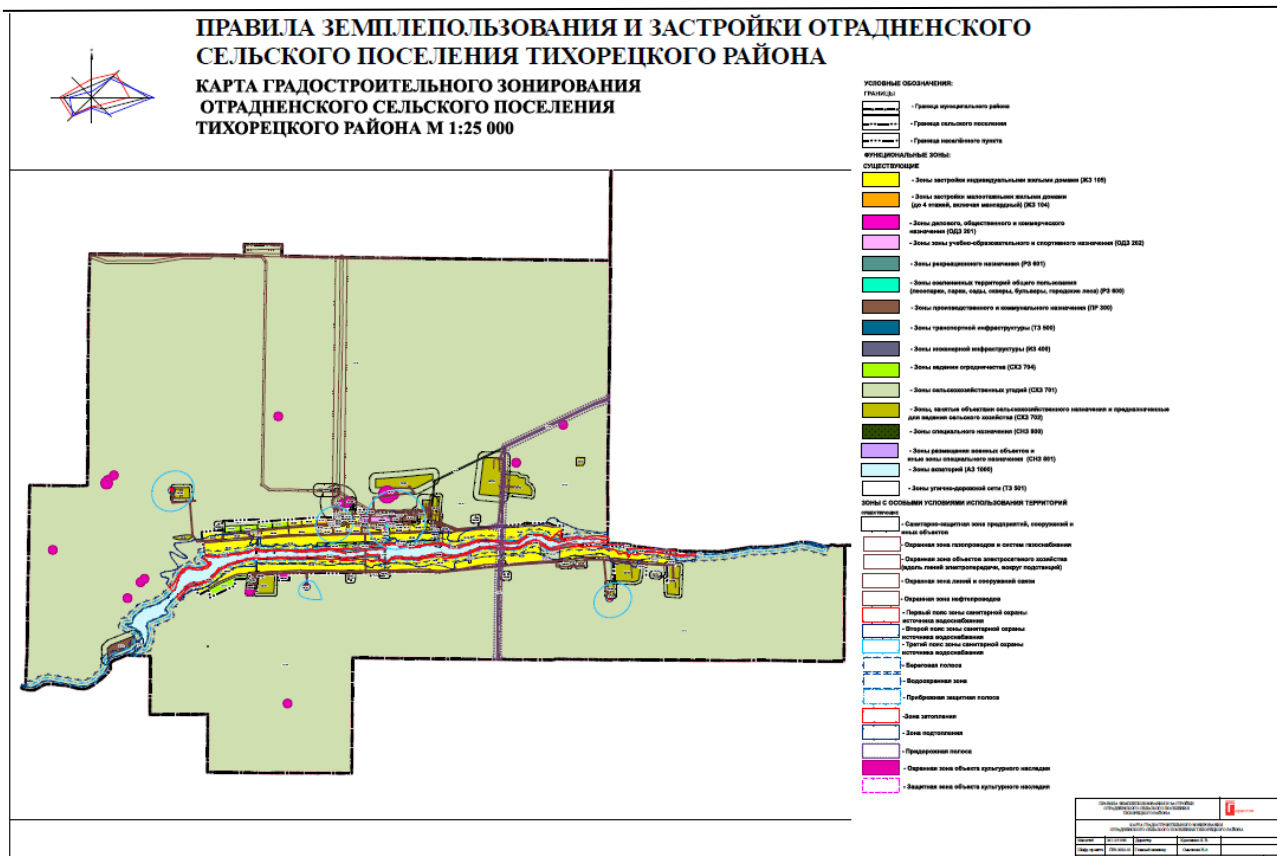 ПРАВИЛА ЗЕМПЛЕПОЛЬЗОВАНИЯ И ЗАСТРОЙКИ ОТРАДНЕНСКОГО
СЕЛЬСКОГО ПОСЕЛЕНИЯ ТИХОРЕЦКОГО РАЙОНА
КАРТА ГРАДОСТРОИТЕЛЬНОГО ЗОНИРОВАНИЯ
ОТРАДНЕНСКОГО СЕЛЬСКОГО ПОСЕЛЕНИЯ
ТИХОРЕЦКОГО РАЙОНА М 1:25 000
УСЛОВНЫЕ ОБОЗНАЧЕНИЯ:
ГРАНИЦЫ
- Граница муниципального района
- Граница сельского поселения
- Граница населённого пункта
ФУНКЦИОНАЛЬНЫЕ ЗОНЫ:
СУЩЕСТВУЮЩИЕ
- Зоны застройки индивидуальными жилыми домами (ЖЗ 105)
- Зоны застройки малоэтажными жилыми домами
(до 4 этажей, включая мансардный) (ЖЗ 104)
- Зоны делового, общественного и коммерческого
назначения (ОДЗ 201)
- Зоны зоны учебно-образовательного и спортивного назначения (ОДЗ 202)
- Зоны рекреационного назначения (РЗ 601)
- Зоны озелененных территорий общего пользования
(лесопарки, парки, сады, скверы, бульвары, городские леса) (РЗ 600)
- Зоны производственного и коммунального назначения (ПР 300)
- Зоны транспортной инфраструктуры (ТЗ 500)
- Зоны инженерной инфраструктуры (ИЗ 400)
- Зоны ведения огродничества (СХЗ 704)
- Зоны сельскохозяйственных угодий (СХЗ 701)
- Зоны, занятые объектами сельскохозяйственного назначения и предназначенные
для ведения сельского хозяйства (СХЗ 702)
- Зоны специального назначения (СНЗ 800)
- Зоны размещения военных объектов и
иные зоны специального назначения (СНЗ 801)
- Зоны акваторий (АЗ 1000)
- Зоны улично-дорожной сети (ТЗ 501)
ЗОНЫ С ОСОБЫМИ УСЛОВИЯМИ ИСПОЛЬЗОВАНИЯ ТЕРРИТОРИЙ
СУЩЕСТВУЮЩИЕ
- Санитарно-защитная зона предприятий, сооружений и
иных объектов
- Охранная зона газопроводов и систем газоснабжения
- Охранная зона объектов электросетевого хозяйства
(вдоль линий электропередачи, вокруг подстанций)
- Охранная зона линий и сооружений связи
- Охранная зона нефтепроводов
- Первый пояс зоны санитарной охраны
источника водоснабжения
- Второй пояс зоны санитарной охраны
источника водоснабжения
- Третий пояс зоны санитарной охраны
источника водоснабжения
- Береговая полоса
- Водоохранная зона
- Прибрежная защитная полоса
-Зона затопления
- Зона подтопления
- Придорожная полоса
- Охранная зона объекта культурного наследия
- Защитная зона объекта культурного наследия